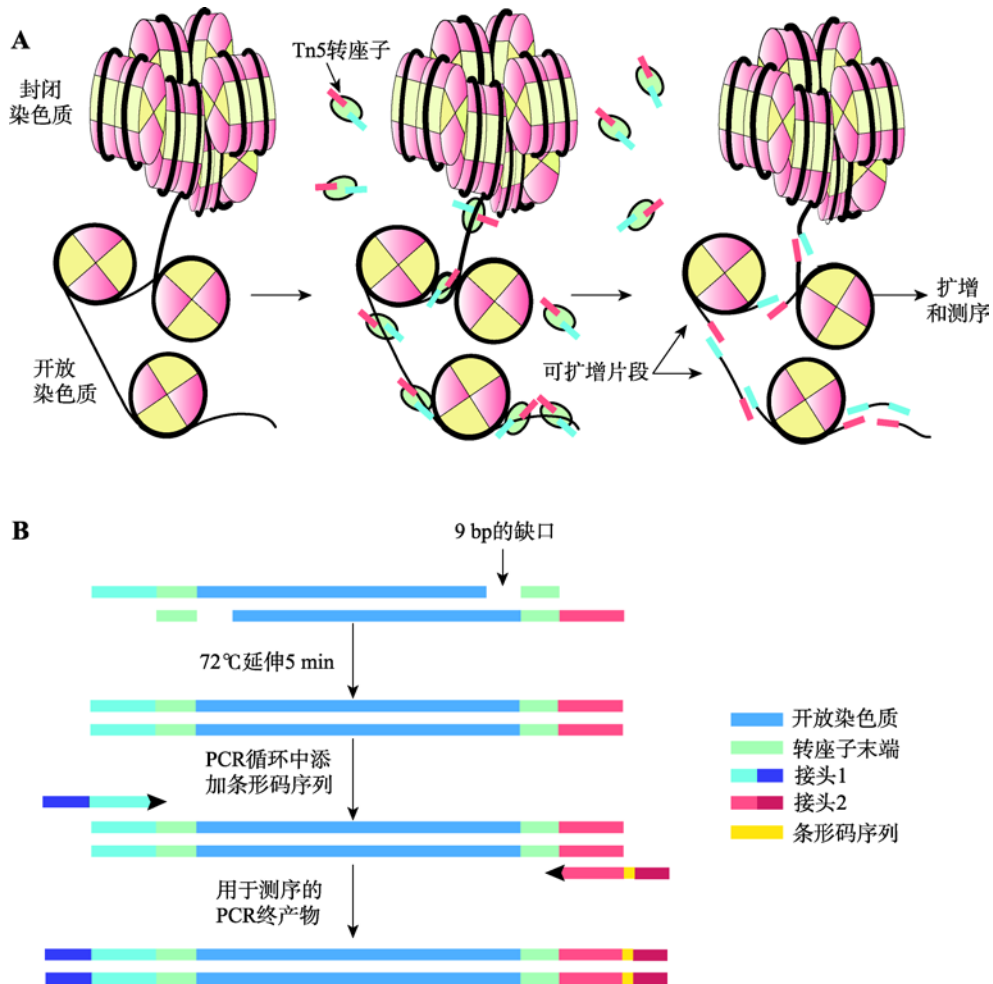 A
Tn5转座子
封闭
染色质
开放
染色质
可扩增片段
扩增
和测序
B
9 bp的缺口
72℃延伸5 min
PCR循环中添
加条形码序列
用于测序的
PCR终产物
开放染色质
转座子末端
接头1
接头2
条形码序列